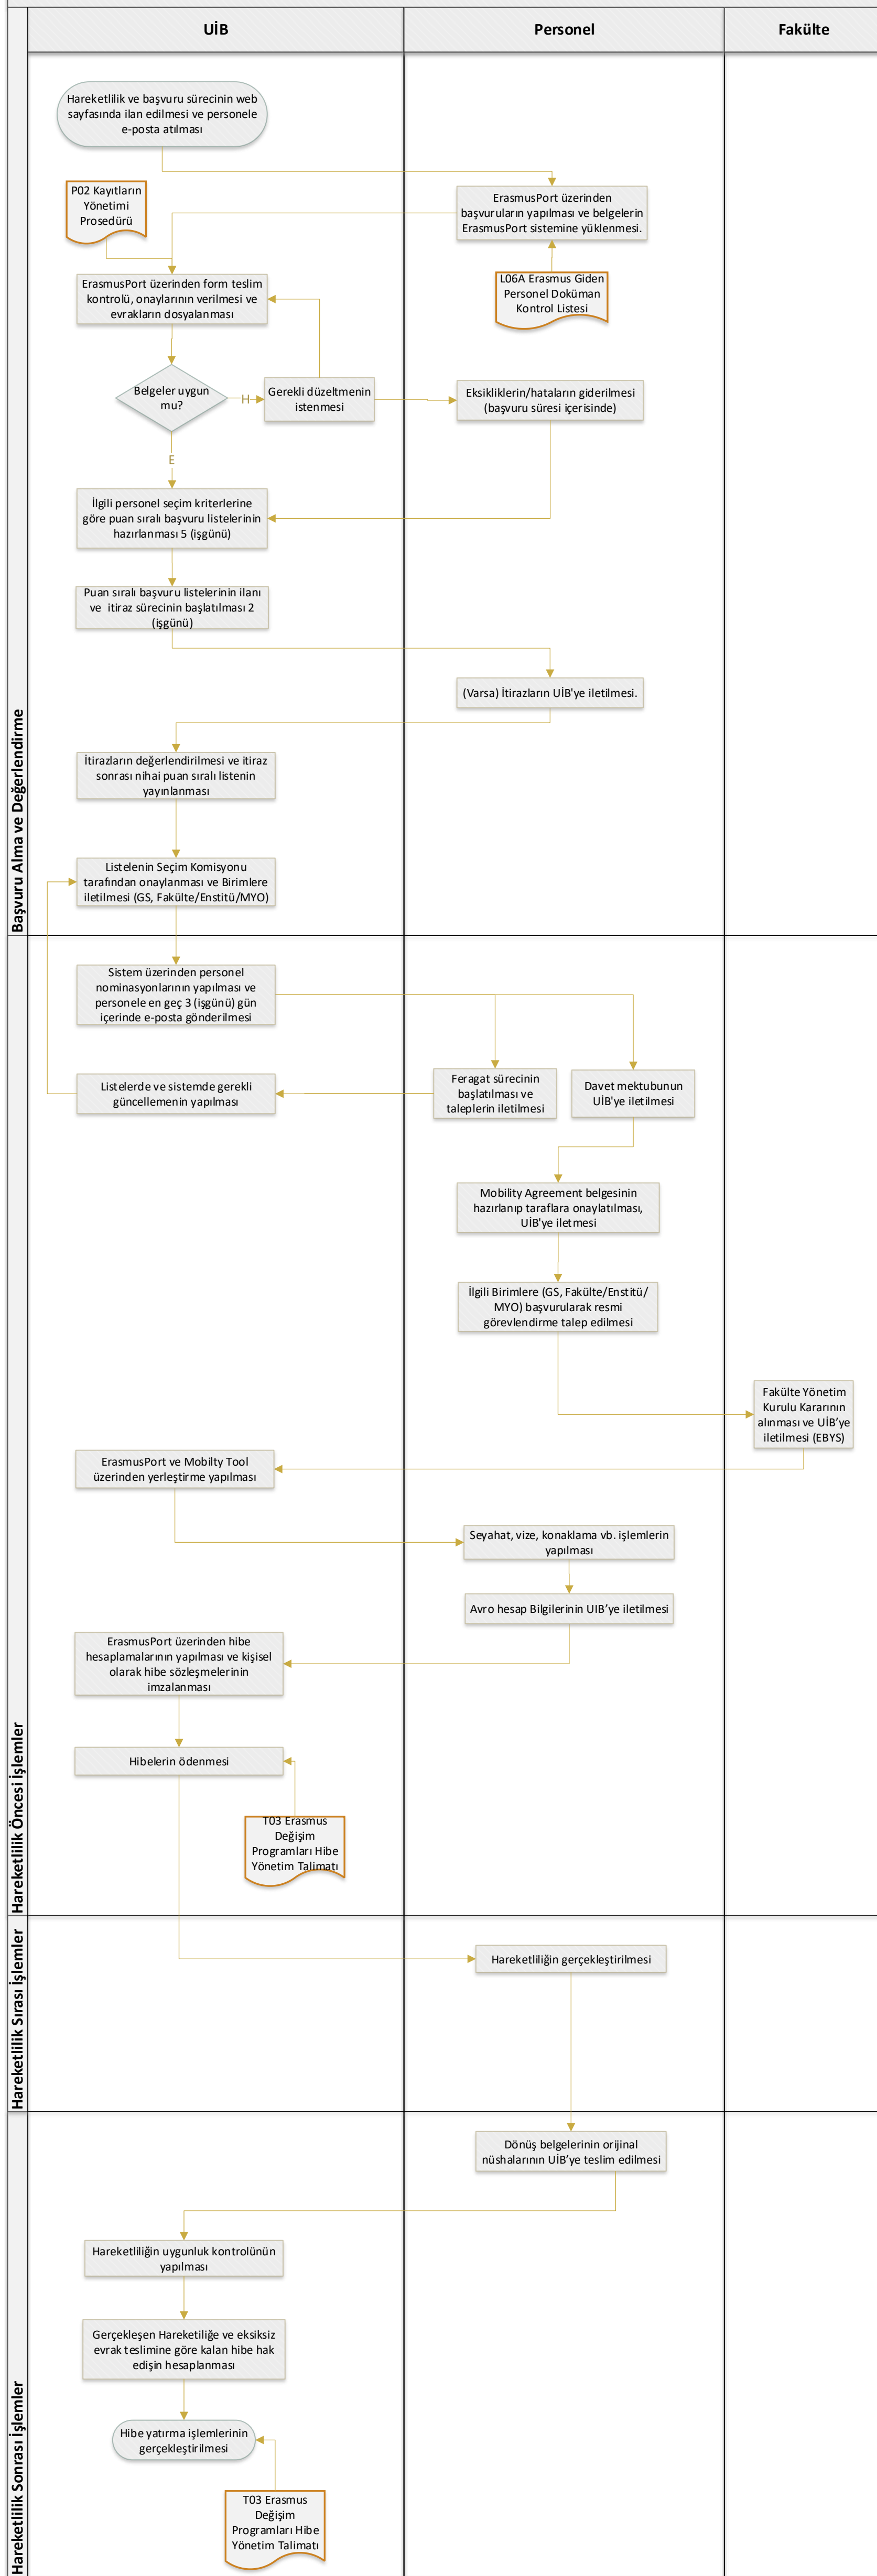 UİB
Personel
Fakülte
Başvuru Alma ve Değerlendirme
Hareketlilik ve başvuru sürecinin web
sayfasında ilan edilmesi ve personele
e-posta atılması
P02 Kayıtların
Yönetimi
Prosedürü
ErasmusPort üzerinden
başvuruların yapılması ve belgelerin
ErasmusPort sistemine yüklenmesi.
L06A Erasmus Giden
Personel Doküman
Kontrol Listesi
ErasmusPort üzerinden form teslim
kontrolü, onaylarının verilmesi ve
evrakların dosyalanması
Belgeler uygun
mu?
H
Gerekli düzeltmenin
istenmesi
Eksikliklerin/hataların giderilmesi
(başvuru süresi içerisinde)
E
İlgili personel seçim kriterlerine
göre puan sıralı başvuru listelerinin
hazırlanması 5 (işgünü)
Puan sıralı başvuru listelerinin ilanı
ve  itiraz sürecinin başlatılması 2
(işgünü)
(Varsa) İtirazların UİB'ye iletilmesi.
İtirazların değerlendirilmesi ve itiraz
sonrası nihai puan sıralı listenin
yayınlanması
Listelenin Seçim Komisyonu
tarafından onaylanması ve Birimlere
iletilmesi (GS, Fakülte/Enstitü/MYO)
Hareketlilik Öncesi İşlemler
Sistem üzerinden personel
nominasyonlarının yapılması ve
personele en geç 3 (işgünü) gün
içerinde e-posta gönderilmesi
Listelerde ve sistemde gerekli
güncellemenin yapılması
Feragat sürecinin
başlatılması ve
taleplerin iletilmesi
Davet mektubunun
UİB'ye iletilmesi
Mobility Agreement belgesinin
hazırlanıp taraflara onaylatılması,
UİB'ye iletmesi
İlgili Birimlere (GS, Fakülte/Enstitü/
MYO) başvurularak resmi
görevlendirme talep edilmesi
Fakülte Yönetim
Kurulu Kararının
alınması ve UİB’ye
iletilmesi (EBYS)
ErasmusPort ve Mobilty Tool
üzerinden yerleştirme yapılması
Seyahat, vize, konaklama vb. işlemlerin
yapılması
Avro hesap Bilgilerinin UIB’ye iletilmesi
ErasmusPort üzerinden hibe
hesaplamalarının yapılması ve kişisel
olarak hibe sözleşmelerinin
imzalanması
Hibelerin ödenmesi
T03 Erasmus
Değişim
Programları Hibe
Yönetim Talimatı
Hareketlilik Sırası İşlemler
Hareketliliğin gerçekleştirilmesi
Hareketlilik Sonrası İşlemler
Dönüş belgelerinin orijinal
nüshalarının UİB’ye teslim edilmesi
Hareketliliğin uygunluk kontrolünün
yapılması
Gerçekleşen Hareketiliğe ve eksiksiz
evrak teslimine göre kalan hibe hak
edişin hesaplanması
Hibe yatırma işlemlerinin
gerçekleştirilmesi
T03 Erasmus
Değişim
Programları Hibe
Yönetim Talimatı